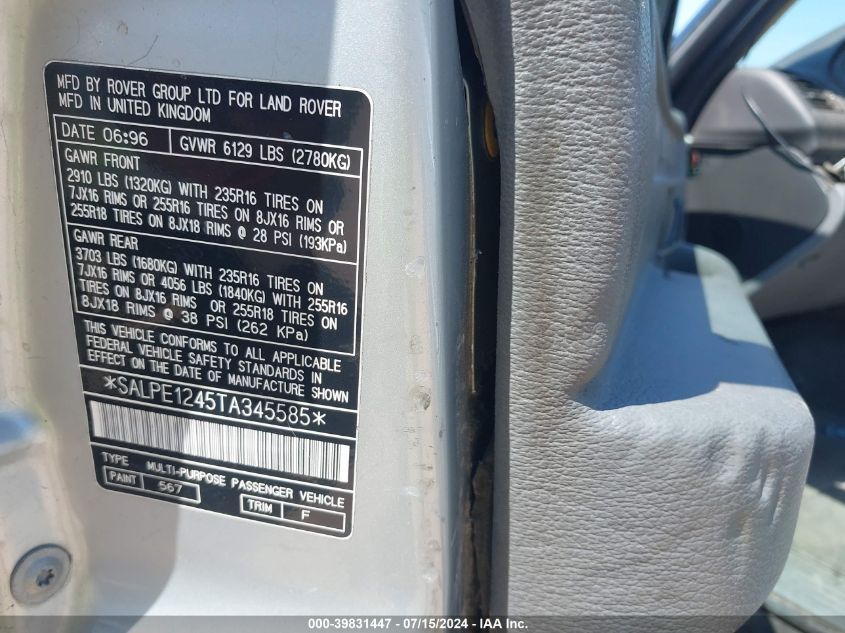 MFD BY ROVER GROUP LTD FOR LAND ROVER
MFD IN UNITED KINGDOM
DATE 06:96 GVWR 6129 LBS (2780KG)
GAWR FRONT
2910 LBS (1320KG) WITH 235R16 TIRES ON
7JX16 RIMS OR 255R16 TIRES ON 8JX16 RIMS OR
255R18 TIRES ON 8JX18 RIMS @ 28 PSI (193KPa)
GAWR REAR
3703 LBS (1680KG) WITH 235R16 TIRES ON
7JX16 RIMS OR 4056 LBS (1840KG) WITH 255R16
TIRES ON 8JX16 RIMS OR 255R18 TIRES ON
8JX18 RIMS @ 38 PSI (262 KPa)
THIS VEHICLE CONFORMS TO ALL APPLICABLE
FEDERAL VEHICLE SAFETY STANDARDS IN
EFFECT ON THE DATE OF MANUFACTURE SHOWN
*SALPE1245TA345585*
TYPE MULTI-PURPOSE PASSENGER VEHICLE
PAINT 567 TRIM F
000-39831447 - 07/15/2024 - IAA Inc.